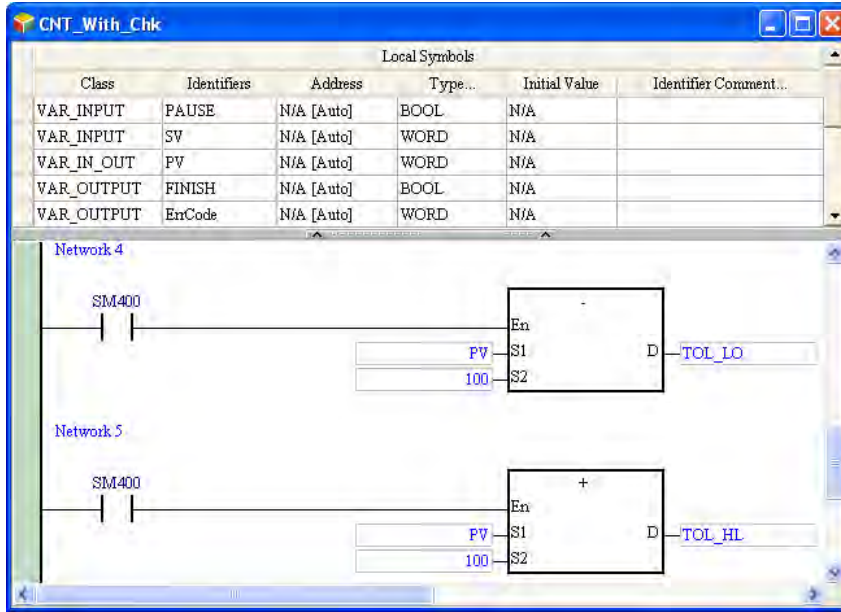 CNT_With_Chk
Local Symbols
Class Identifiers Address Type... Initial Value Identifier Comment...
VAR_INPUT PAUSE N/A [Auto] BOOL N/A
VAR_INPUT SV N/A [Auto] WORD N/A
VAR_IN_OUT PV N/A [Auto] WORD N/A
VAR_OUTPUT FINISH N/A [Auto] BOOL N/A
VAR_OUTPUT ErrCode N/A [Auto] WORD N/A
Network 4
SM400
-
En
PV S1 D TOL_LO
100 S2
Network 5
SM400
+
En
PV S1 D TOL_HL
100 S2